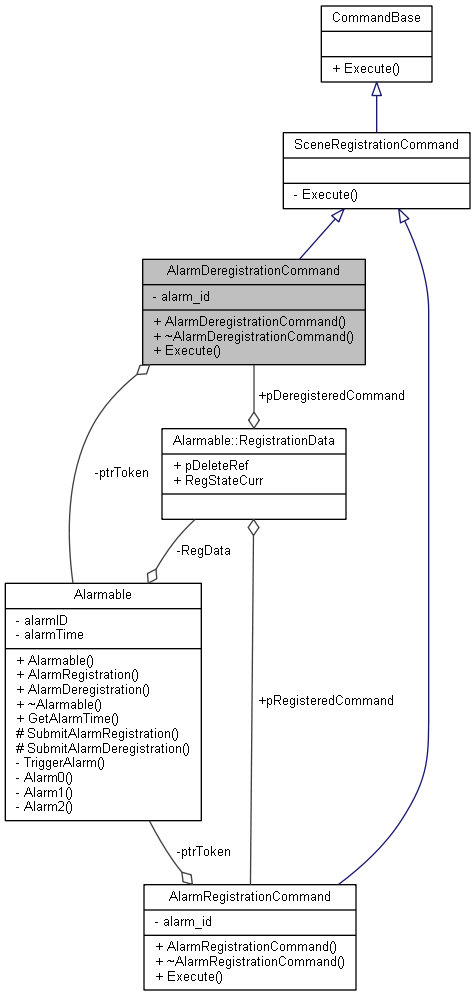 CommandBase
+ Execute()
SceneRegistrationCommand
- Execute()
AlarmDeregistrationCommand
- alarm_id
+ AlarmDeregistrationCommand()
+ ~AlarmDeregistrationCommand()
+ Execute()
+pDeregisteredCommand
Alarmable::RegistrationData
+ pDeleteRef
+ RegStateCurr
-ptrToken
-RegData
Alarmable
- alarmID
- alarmTime
+ Alarmable()
+ AlarmRegistration()
+ AlarmDeregistration()
+ ~Alarmable()
+ GetAlarmTime()
# SubmitAlarmRegistration()
# SubmitAlarmDeregistration()
- TriggerAlarm()
- Alarm0()
- Alarm1()
- Alarm2()
+pRegisteredCommand
-ptrToken
AlarmRegistrationCommand
- alarm_id
+ AlarmRegistrationCommand()
+ ~AlarmRegistrationCommand()
+ Execute()